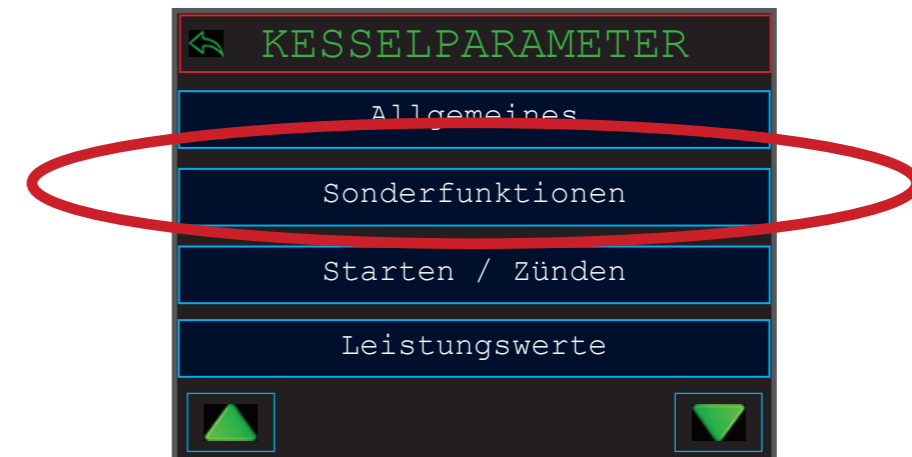 KESSELPARAMETER
Allgemeines
Sonderfunktionen
Starten / Zünden
Leistungswerte